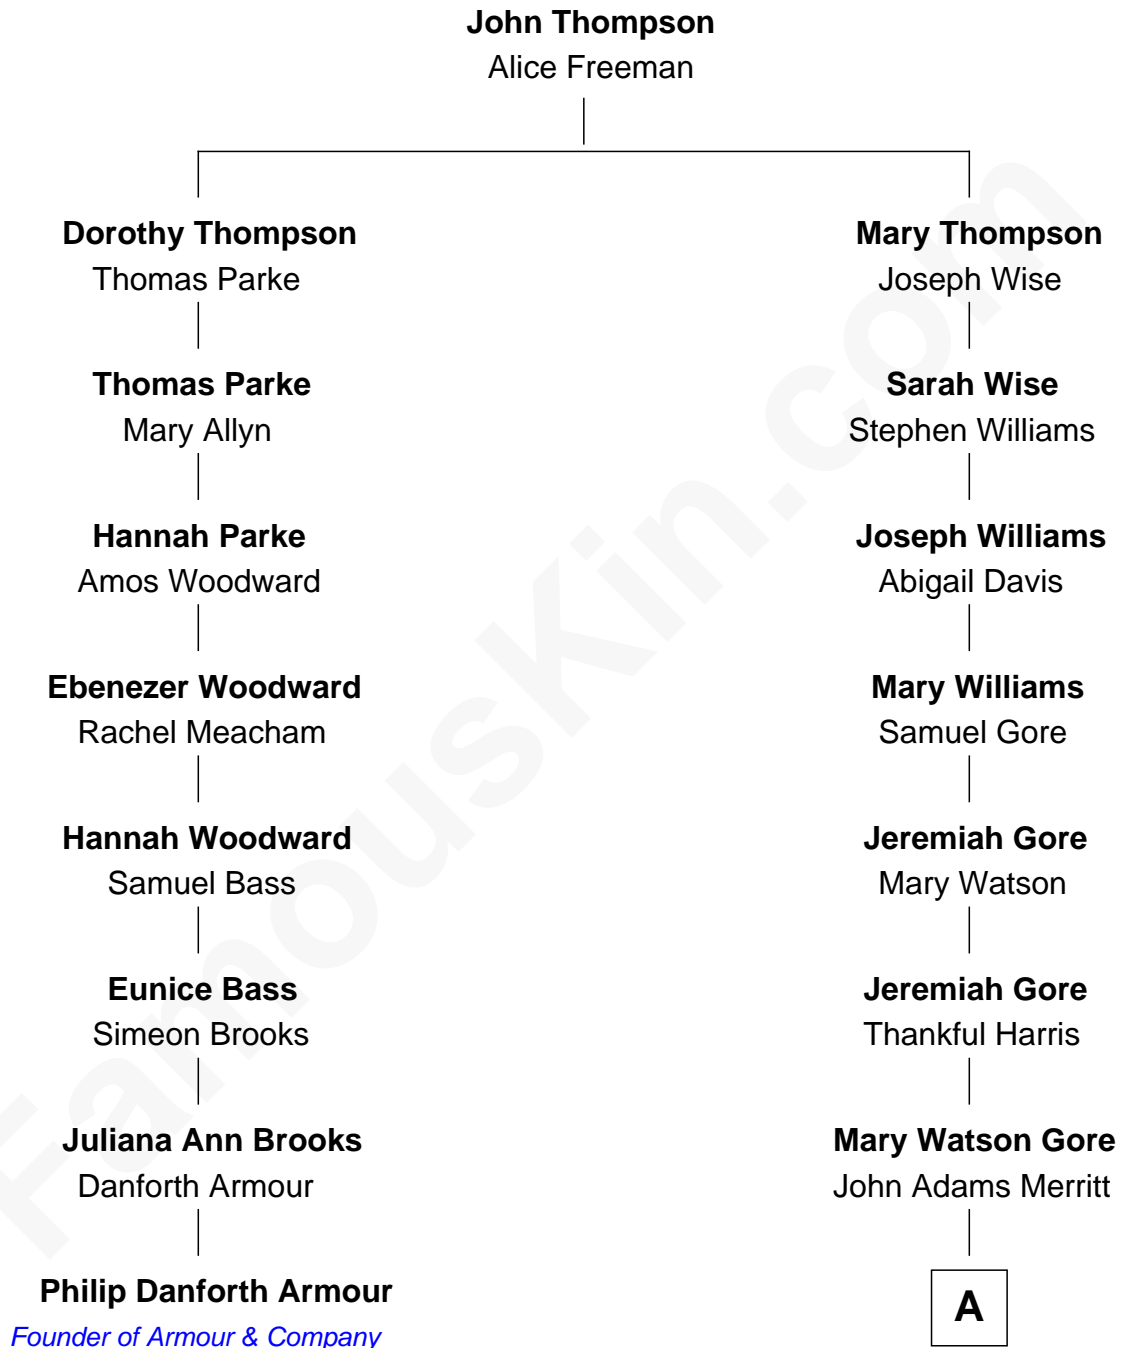 John Thompson
Alice Freeman
Dorothy Thompson
Thomas Parke
Mary Thompson
Joseph Wise
Thomas Parke
Mary Allyn
Sarah Wise
Stephen Williams
Hannah Parke
Amos Woodward
Joseph Williams
Abigail Davis
Ebenezer Woodward
Rachel Meacham
Mary Williams
Samuel Gore
Hannah Woodward
Samuel Bass
Jeremiah Gore
Mary Watson
Eunice Bass
Simeon Brooks
Jeremiah Gore
Thankful Harris
Juliana Ann Brooks
Danforth Armour
Mary Watson Gore
John Adams Merritt
Philip Danforth Armour
Founder of Armour & Company
A
FamousKin.com